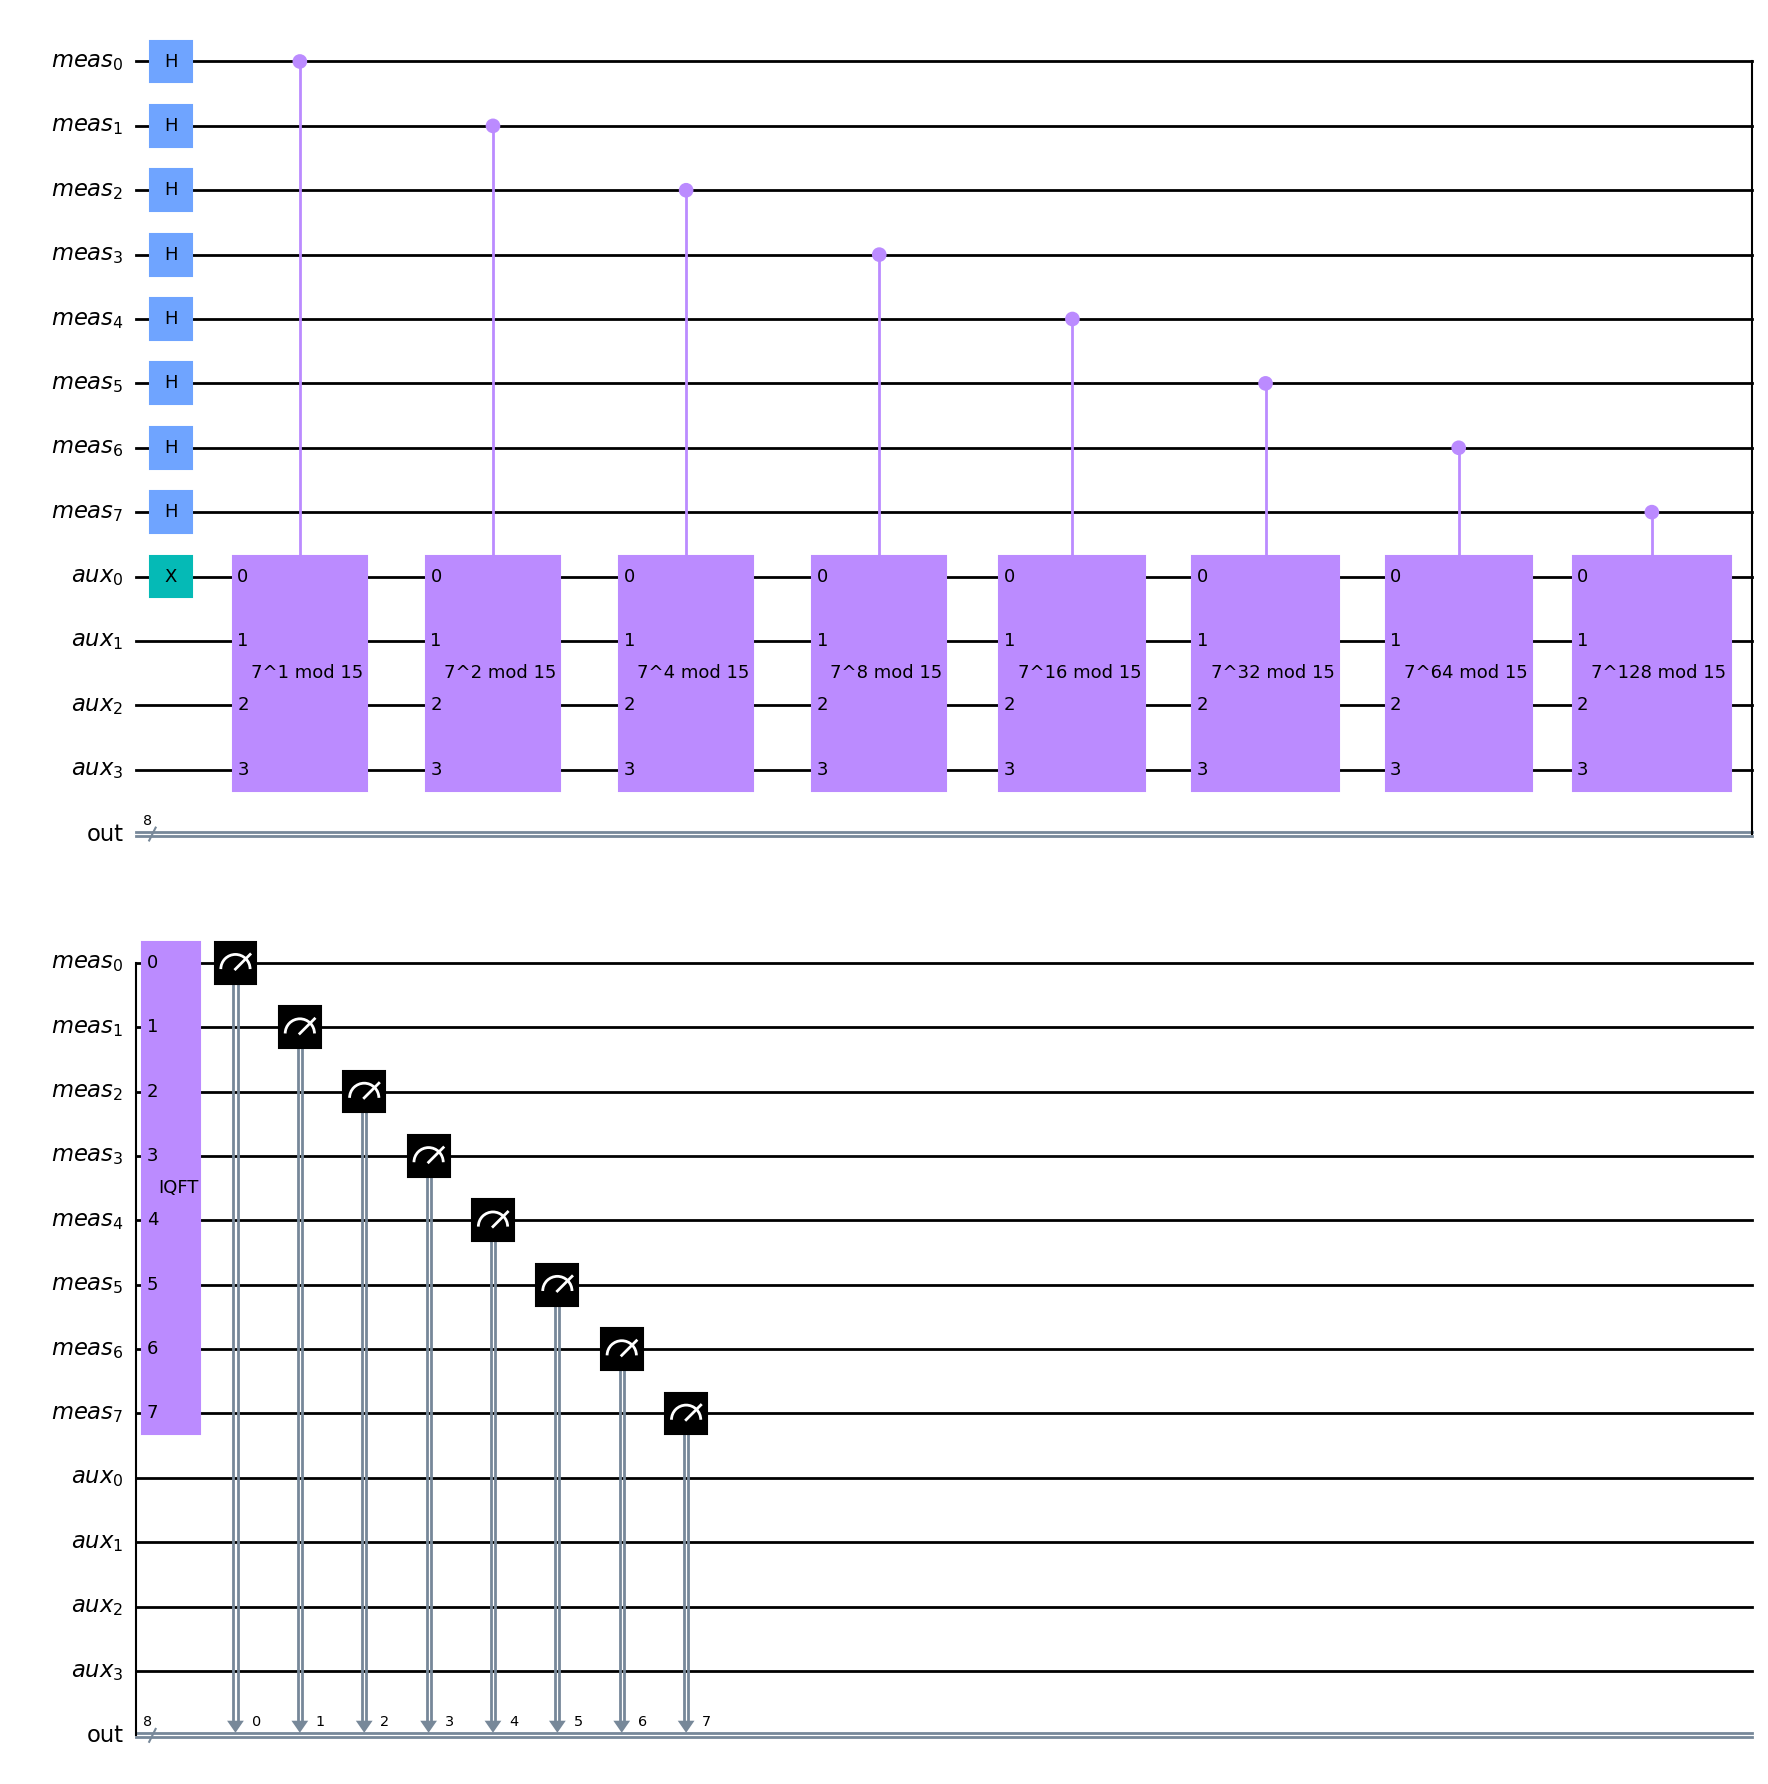 meas0 H
meas1 H
meas2 H
meas3 H
meas4 H
meas5 H
meas6 H
meas7 H
aux0 X 0 0 0 0 0 0 0 0
aux1 1 1 1 1 1 1 1 1
7^1 mod 15 7^2 mod 15 7^4 mod 15 7^8 mod 15 7^16 mod 15 7^32 mod 15 7^64 mod 15 7^128 mod 15
aux2 2 2 2 2 2 2 2 2
aux3 3 3 3 3 3 3 3 3
8
out
meas0 0
meas1 1
meas2 2
meas3 3
IQFT
meas4 4
meas5 5
meas6 6
meas7 7
aux0
aux1
aux2
aux3
8 0 1 2 3 4 5 6 7
out